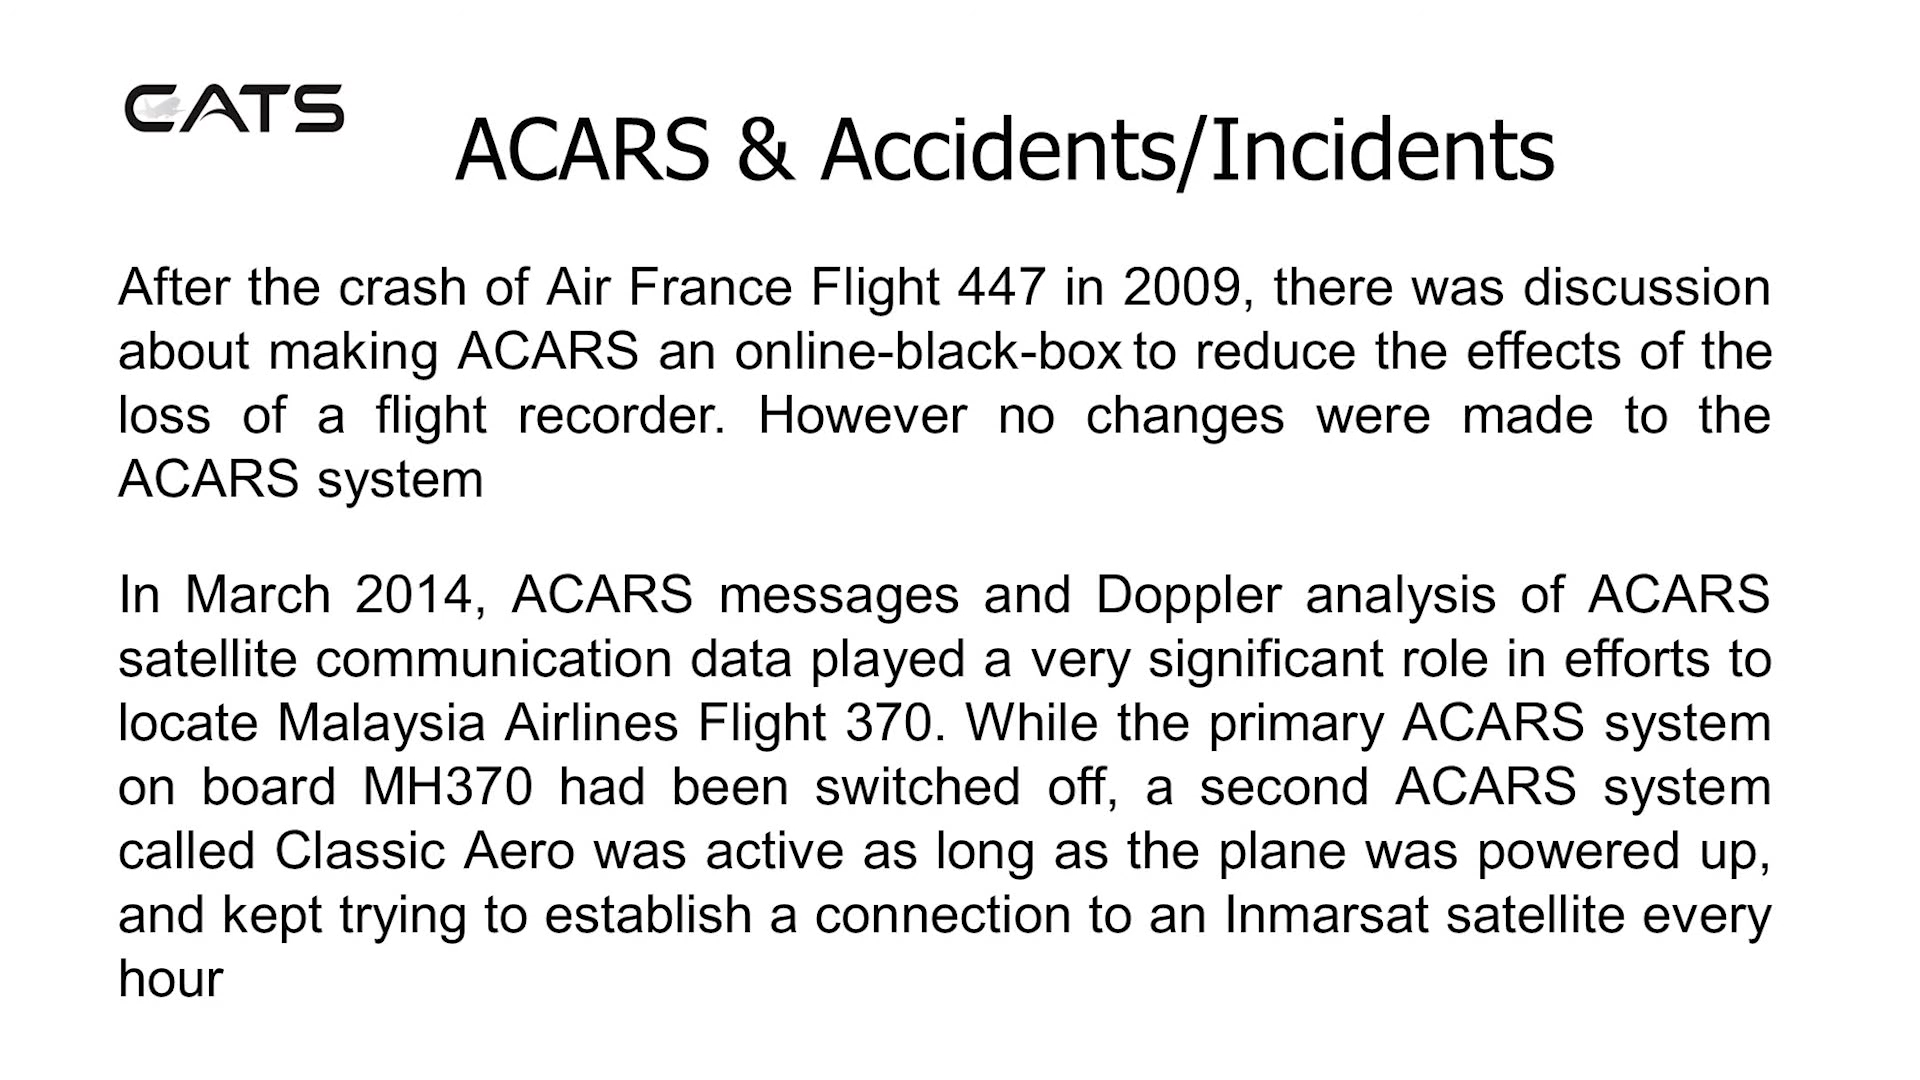 CATS
ACARS & Accidents/Incidents
After the crash of Air France Flight 447 in 2009, there was discussion
about making ACARS an online-black-box to reduce the effects of the
loss of a flight recorder. However no changes were made to the
ACARS system
In March 2014, ACARS messages and Doppler analysis of ACARS
satellite communication data played a very significant role in efforts to
locate Malaysia Airlines Flight 370. While the primary ACARS system
on board MH370 had been switched off, a second ACARS system
called Classic Aero was active as long as the plane was powered up,
and kept trying to establish a connection to an Inmarsat satellite every
hour